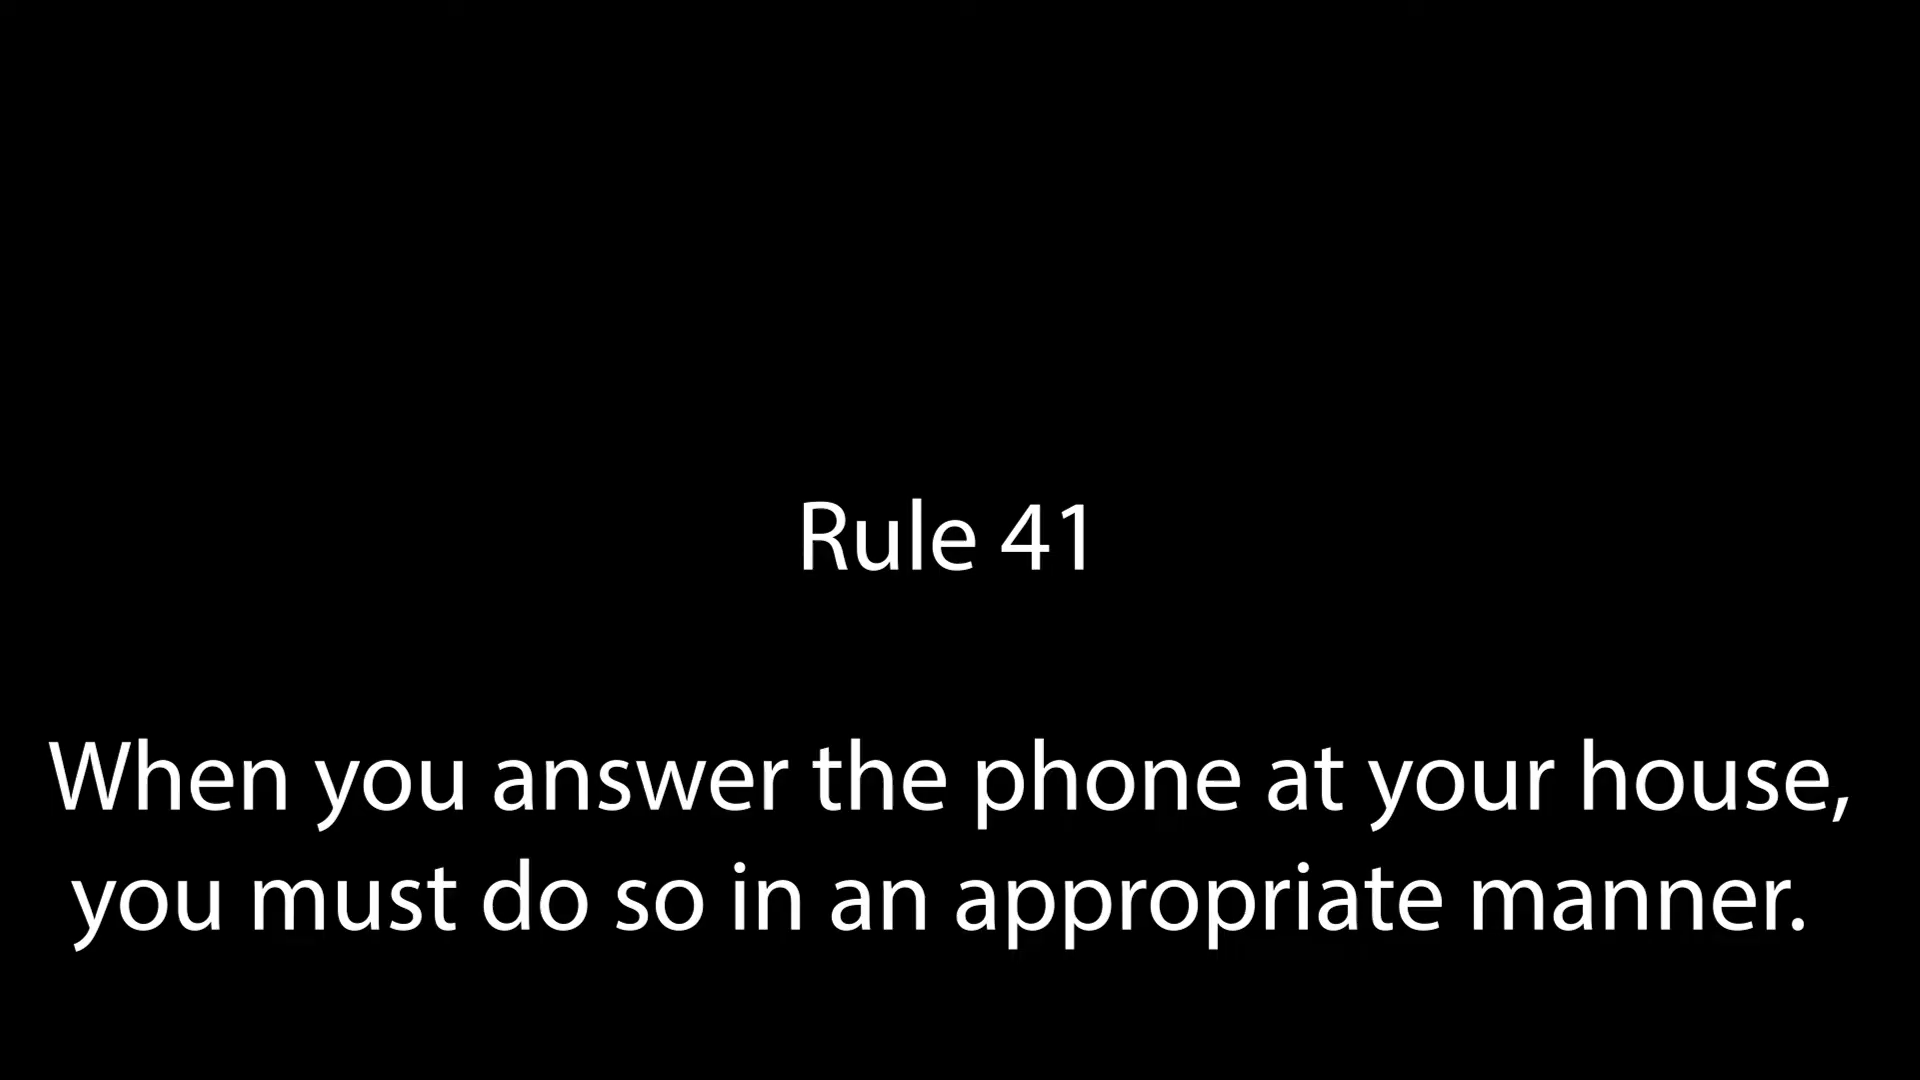 Rule 41
When you answer the phone at your house,
you must do so in an appropriate manner.